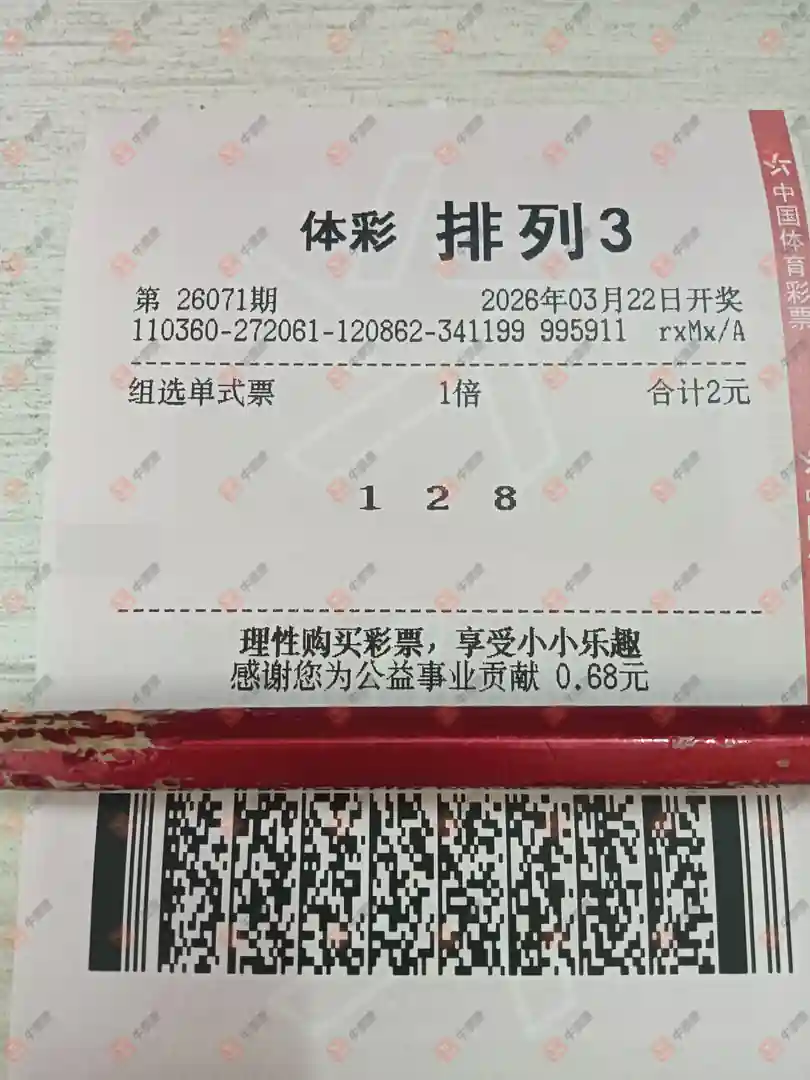 体彩 排列3
第 26071期 2026年03月22日开奖
110360-272061-120862-341199 995911 rxMx/A
组选单式票 1倍 合计2元
1 2 8
理性购买彩票，享受小小乐趣
感谢您为公益事业贡献 0.68元
中国体育彩票